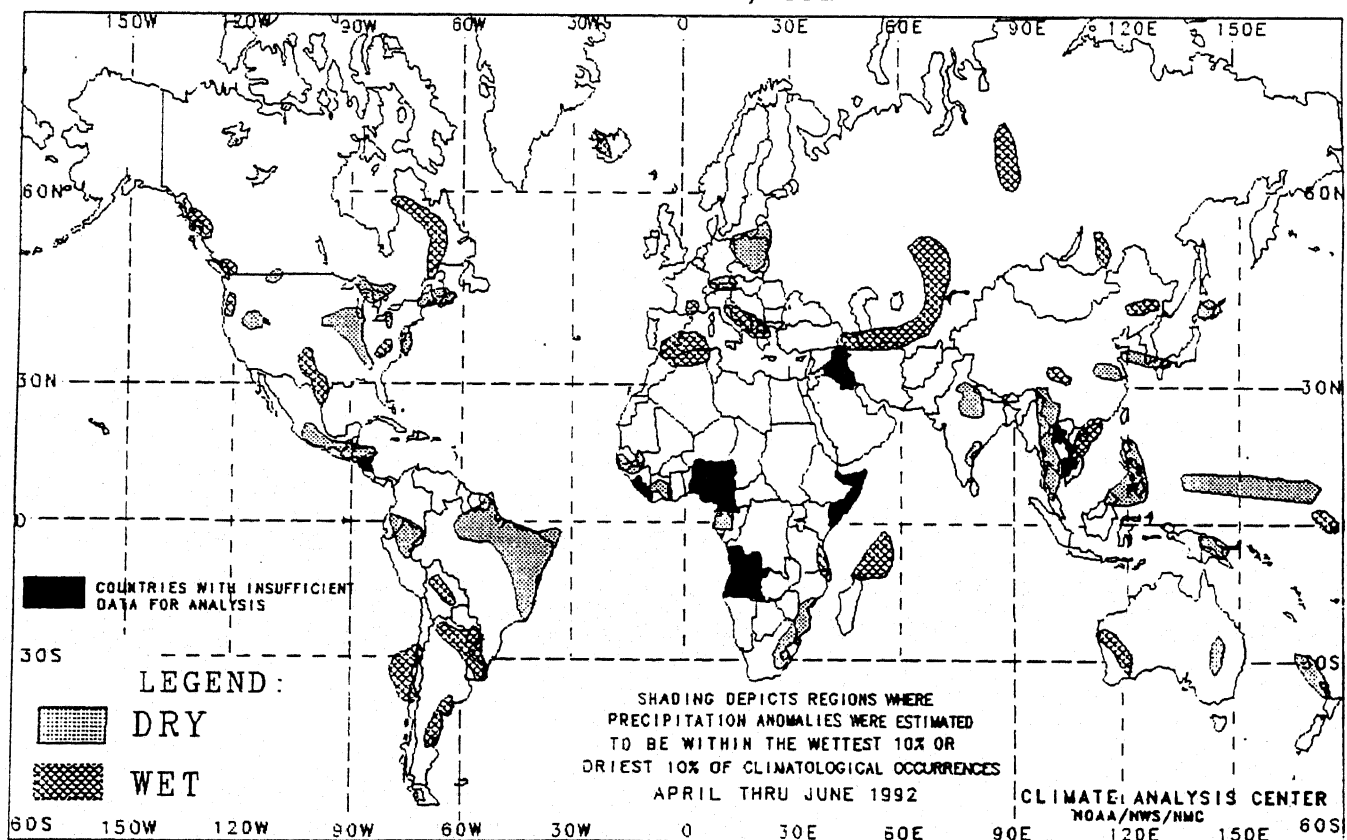 150W 120W 90W 60W 30W 0 30E 60E 90E 120E 150E
60N 60N
30N 30N
0
COUNTRIES WITH INSUFFICIENT
DATA FOR ANALYSIS
30S 30S
LEGEND:
DRY
WET
SHADING DEPICTS REGIONS WHERE
PRECIPITATION ANOMALIES WERE ESTIMATED
TO BE WITHIN THE WETTEST 10% OR
DRIEST 10% OF CLIMATOLOGICAL OCCURRENCES
APRIL THRU JUNE 1992
CLIMATE ANALYSIS CENTER
NOAA/NWS/NMC
60S 150W 120W 90W 60W 30W 0 30E 60E 90E 120E 150E 60S